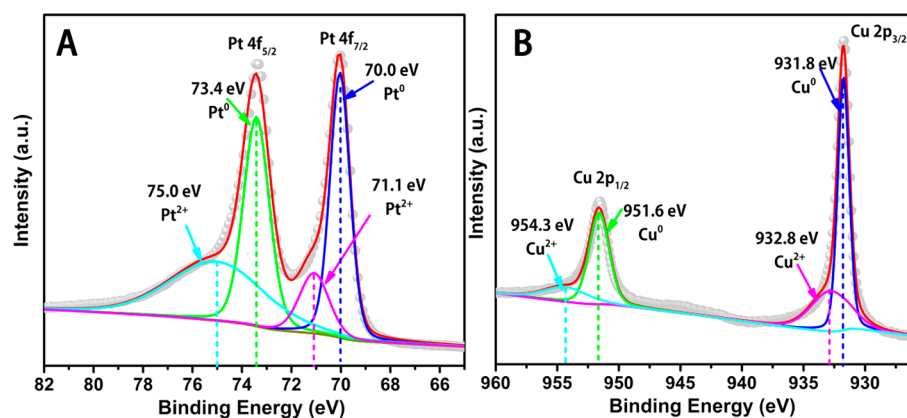 A
Pt 4f5/2
Pt 4f7/2
73.4 eV
Pt0
70.0 eV
Pt0
75.0 eV
Pt2+
71.1 eV
Pt2+
Intensity (a.u.)
82 80 78 76 74 72 70 68 66
Binding Energy (eV)
B
Cu 2p3/2
931.8 eV
Cu0
Cu 2p1/2
954.3 eV
Cu2+
951.6 eV
Cu0
932.8 eV
Cu2+
Intensity (a.u.)
960 955 950 945 940 935 930
Binding Energy (eV)